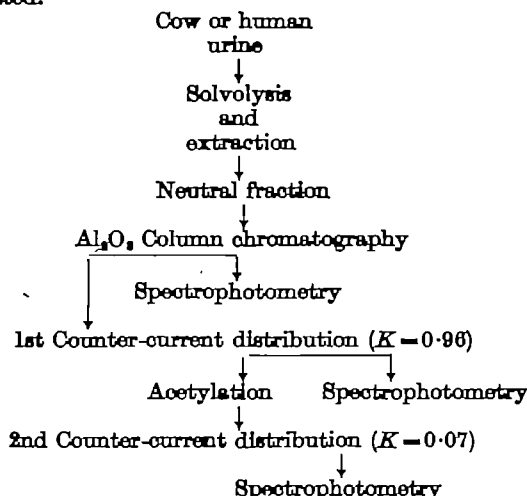 Cow or human
urine
Solvolysis
and
extraction
Neutral fraction
Al₂O₃ Column chromatography
Spectrophotometry
1st Counter-current distribution (K = 0·96)
Acetylation Spectrophotometry
2nd Counter-current distribution (K = 0·07)
Spectrophotometry